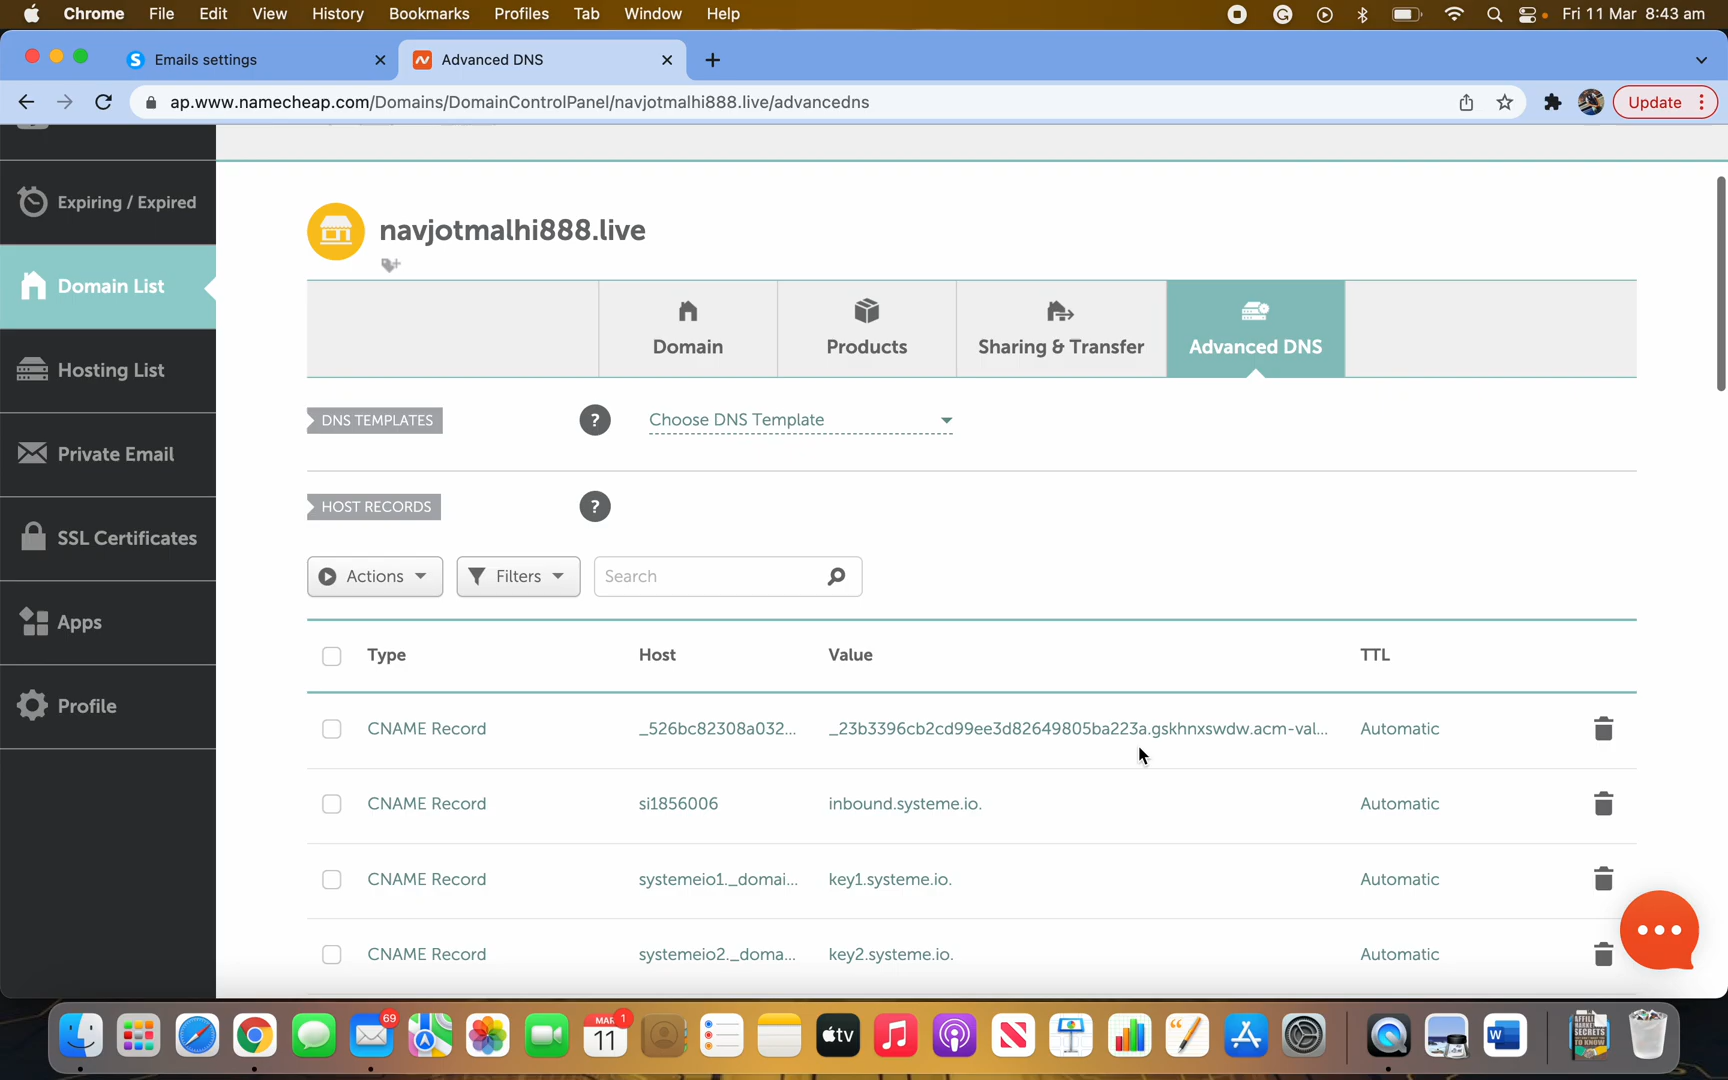 Chrome File Edit View History Bookmarks Profiles Tab Window Help Fri 11 Mar 8:43 am
Emails settings Advanced DNS
ap.www.namecheap.com/Domains/DomainControlPanel/navjotmalhi888.live/advancedns Update
Expiring / Expired
Domain List
Hosting List
Private Email
SSL Certificates
Apps
Profile
navjotmalhi888.live
Domain Products Sharing & Transfer Advanced DNS
DNS TEMPLATES ? Choose DNS Template
HOST RECORDS ?
Actions Filters Search
Type Host Value TTL
CNAME Record _526bc82308a032... _23b3396cb2cd99ee3d82649805ba223a.gskhnxswdw.acm-val... Automatic
CNAME Record si1856006 inbound.systeme.io. Automatic
CNAME Record systemeio1._domai... key1.systeme.io. Automatic
CNAME Record systemeio2._doma... key2.systeme.io. Automatic
69
MAR 1
11
tv
W